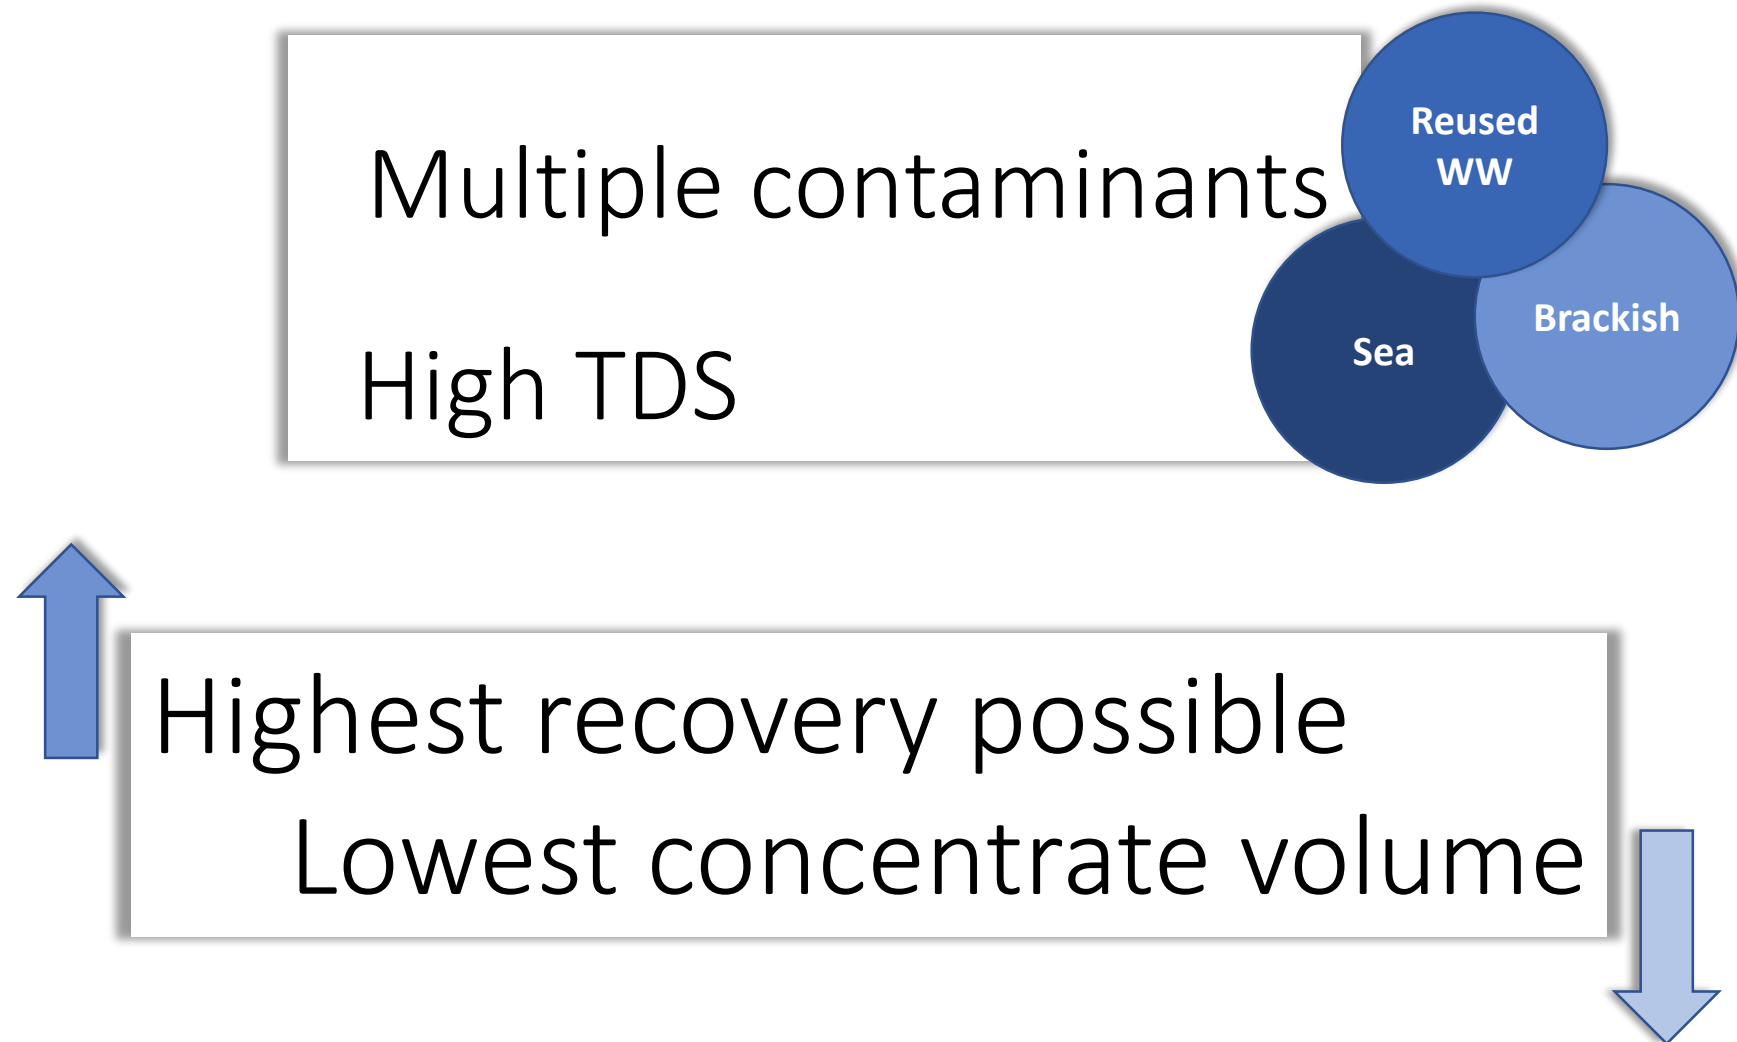 Multiple contaminants
High TDS
Reused
WW
Sea
Brackish
Highest recovery possible
Lowest concentrate volume